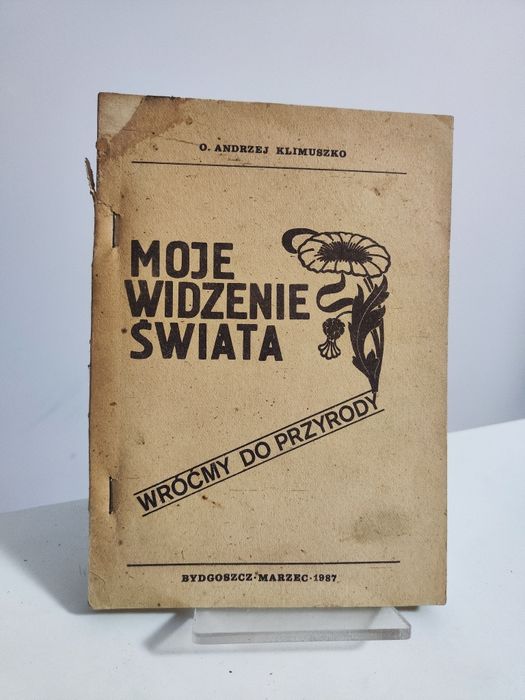 O. ANDRZEJ KLIMUSZKO
MOJE
WIDZENIE
ŚWIATA
WRÓĆMY DO PRZYRODY
BYDGOSZCZ-MARZEC-1987